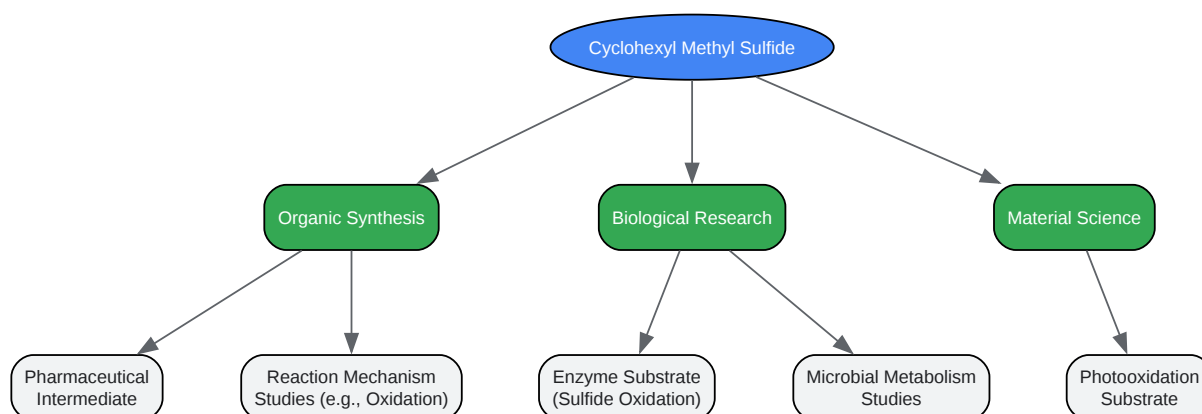 Cyclohexyl Methyl Sulfide
Organic Synthesis
Biological Research
Material Science
Pharmaceutical
Intermediate
Reaction Mechanism
Studies (e.g., Oxidation)
Enzyme Substrate
(Sulfide Oxidation)
Microbial Metabolism
Studies
Photooxidation
Substrate